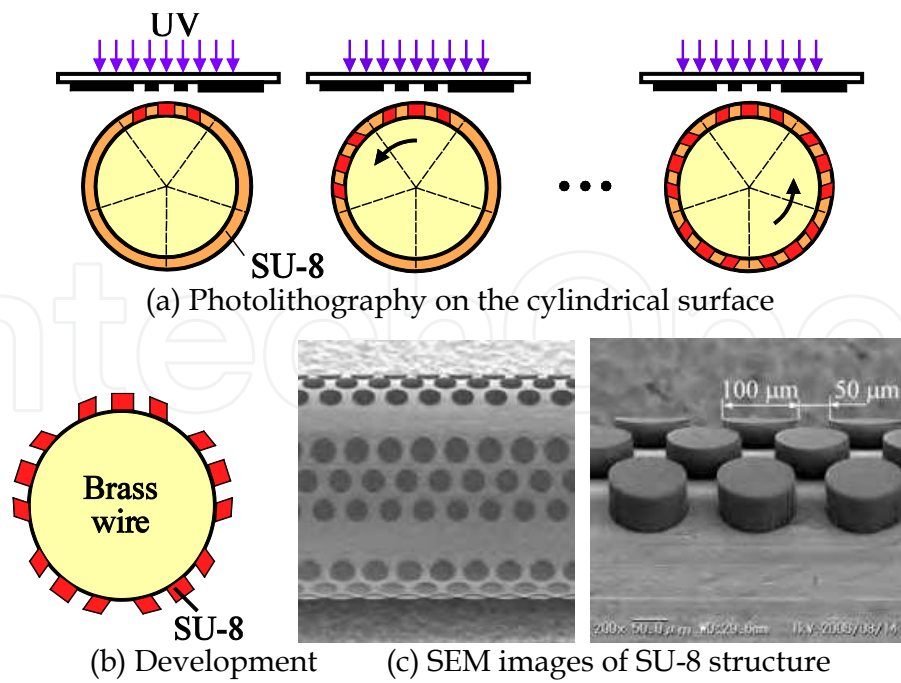 UV
SU-8
(a) Photolithography on the cylindrical surface
Brass
wire
SU-8
(b) Development
100 μm
50 μm
(c) SEM images of SU-8 structure